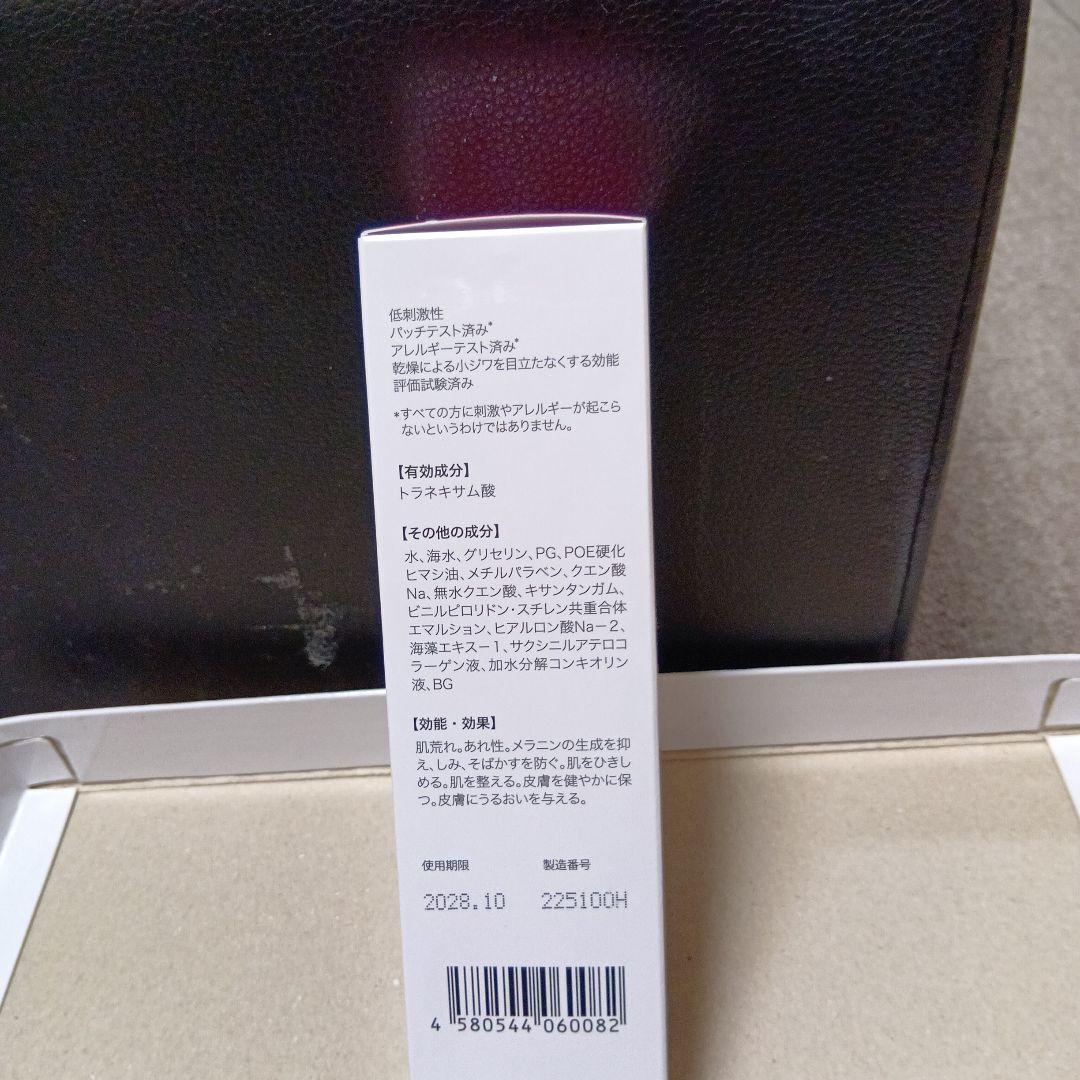 低刺激性
パッチテスト済み*
アレルギーテスト済み*
乾燥による小ジワを目立たなくする効能
評価試験済み
*すべての方に刺激やアレルギーが起こら
ないというわけではありません。
【有効成分】
トラネキサム酸
【その他の成分】
水、海水、グリセリン、PG、POE硬化
ヒマシ油、メチルパラベン、クエン酸
Na、無水クエン酸、キサンタンガム、
ビニルピロリドン・スチレン共重合体
エマルション、ヒアルロン酸Na－2、
海藻エキス－1、サクシニルアテロコ
ラーゲン液、加水分解コンキオリン
液、BG
【効能・効果】
肌荒れ。あれ性。メラニンの生成を抑
え、しみ、そばかすを防ぐ。肌をひきし
める。肌を整える。皮膚を健やかに保
つ。皮膚にうるおいを与える。
使用期限 製造番号
2028.10 225100H
4 580544 060082